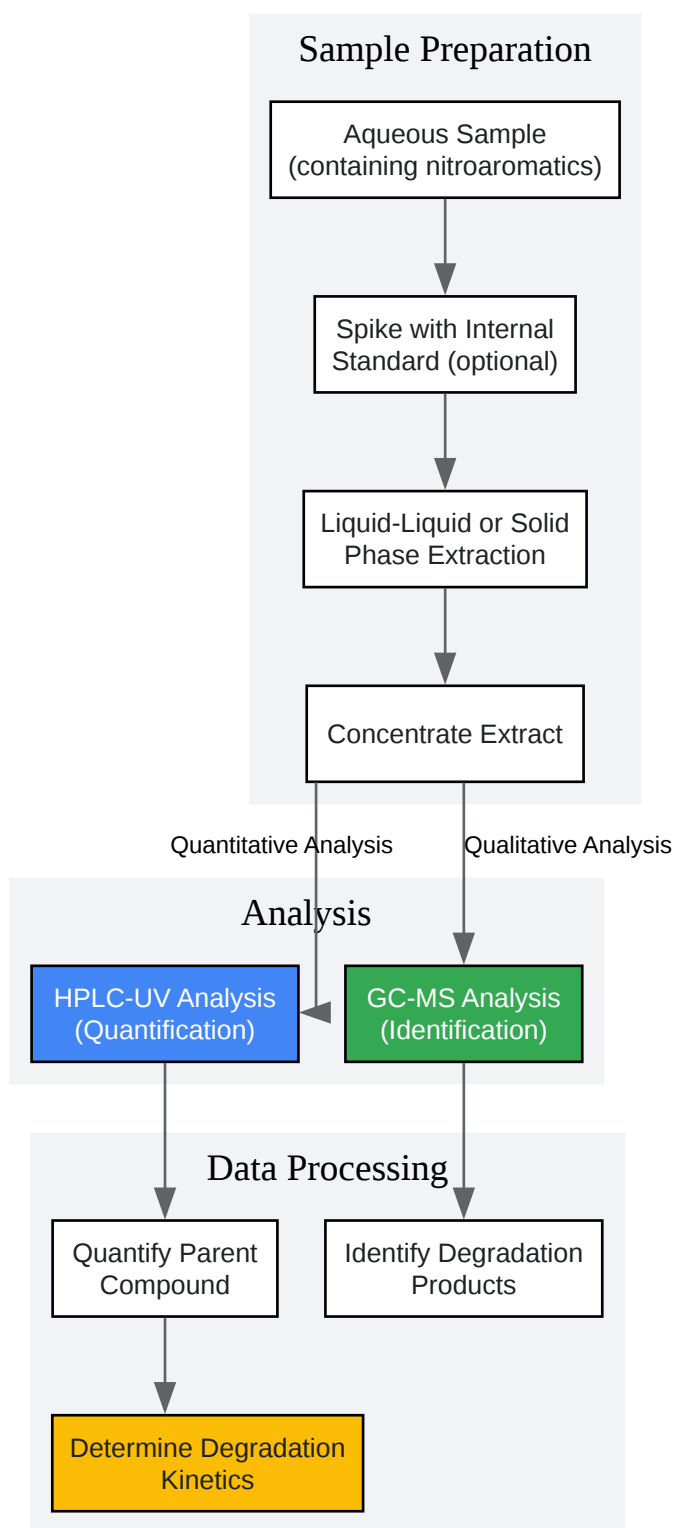 Sample Preparation
Aqueous Sample
(containing nitroaromatics)
Spike with Internal
Standard (optional)
Liquid-Liquid or Solid
Phase Extraction
Concentrate Extract
Quantitative Analysis
Qualitative Analysis
Analysis
HPLC-UV Analysis
(Quantification)
GC-MS Analysis
(Identification)
Data Processing
Quantify Parent
Compound
Identify Degradation
Products
Determine Degradation
Kinetics